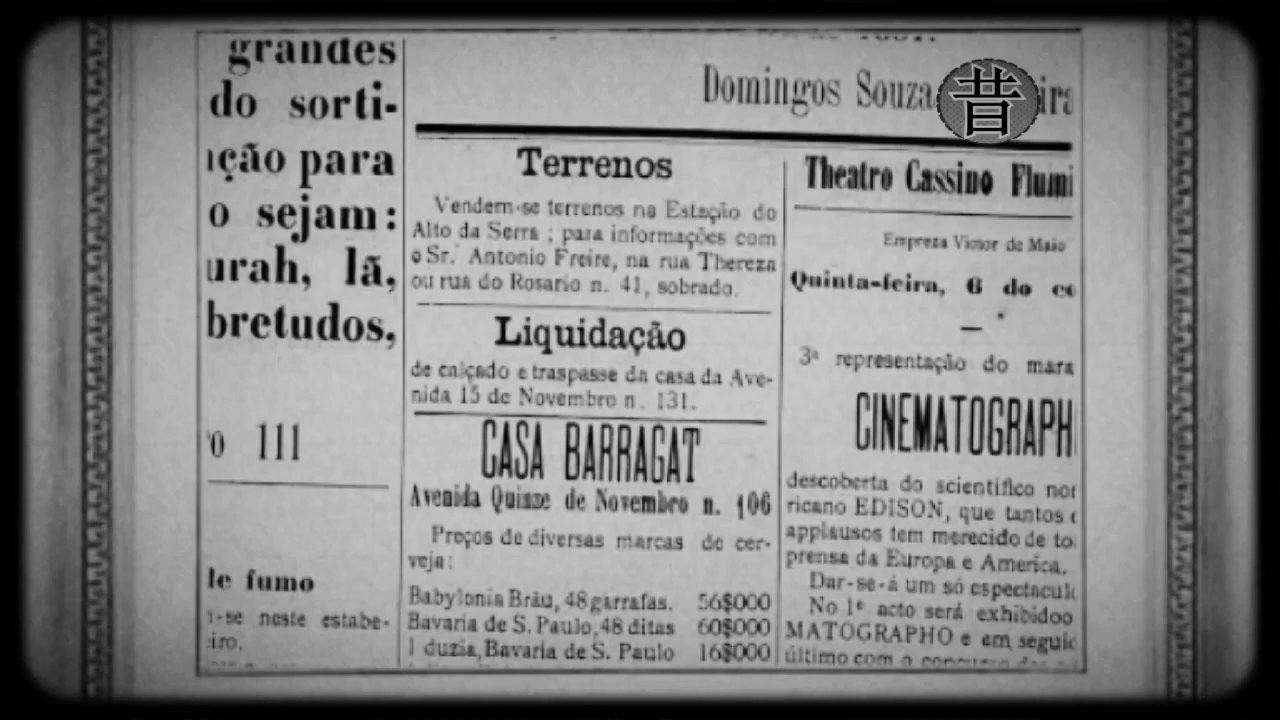 grandes
do sorti-
ção para
o sejam:
urah, lã,
bretudos,
111
le fumo
-se neste estabe-
iro.
Domingos Souza
昔
Terrenos
Vendem-se terrenos na Estação do
Alto da Serra ; para informações com
o Sr. Antonio Freire, na rua Thereza
ou rua do Rosario n. 41, sobrado.
Liquidação
de calçado e traspasse da casa da Ave-
nida 15 de Novembro n. 131.
CASA BARRAGAT
Avenida Quinze de Novembro n. 106
Preços de diversas marcas de cer-
veja:
Babylonia Bräu, 48 garrafas. 56$000
Bavaria de S. Paulo, 48 ditas 60$000
1 duzia, Bavaria de S. Paulo 16$000
Theatro Cassino Flumi
Empreza Victor de Maio
Quinta-feira, 6 do co
3ª representação do mara
CINEMATOGRAPH
descoberta do scientifico nor
ricano EDISON, que tantos e
applausos tem merecido de to
prensa da Europa e America.
Dar-se-á um só espectacul
No 1º acto será exhibido o
MATOGRAPHO e em seguid
último com o concurso